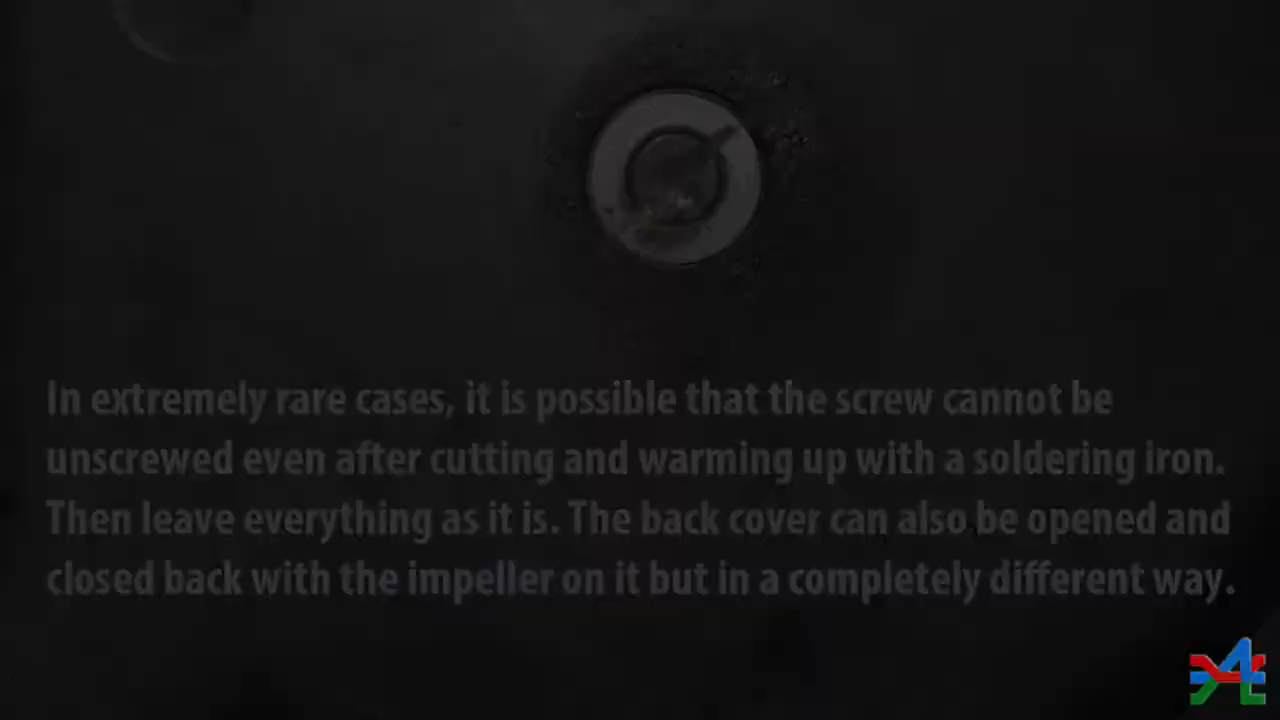 In extremely rare cases, it is possible that the screw cannot be
unscrewed even after cutting and warming up with a soldering iron.
Then leave everything as it is. The back cover can also be opened and
closed back with the impeller on it but in a completely different way.